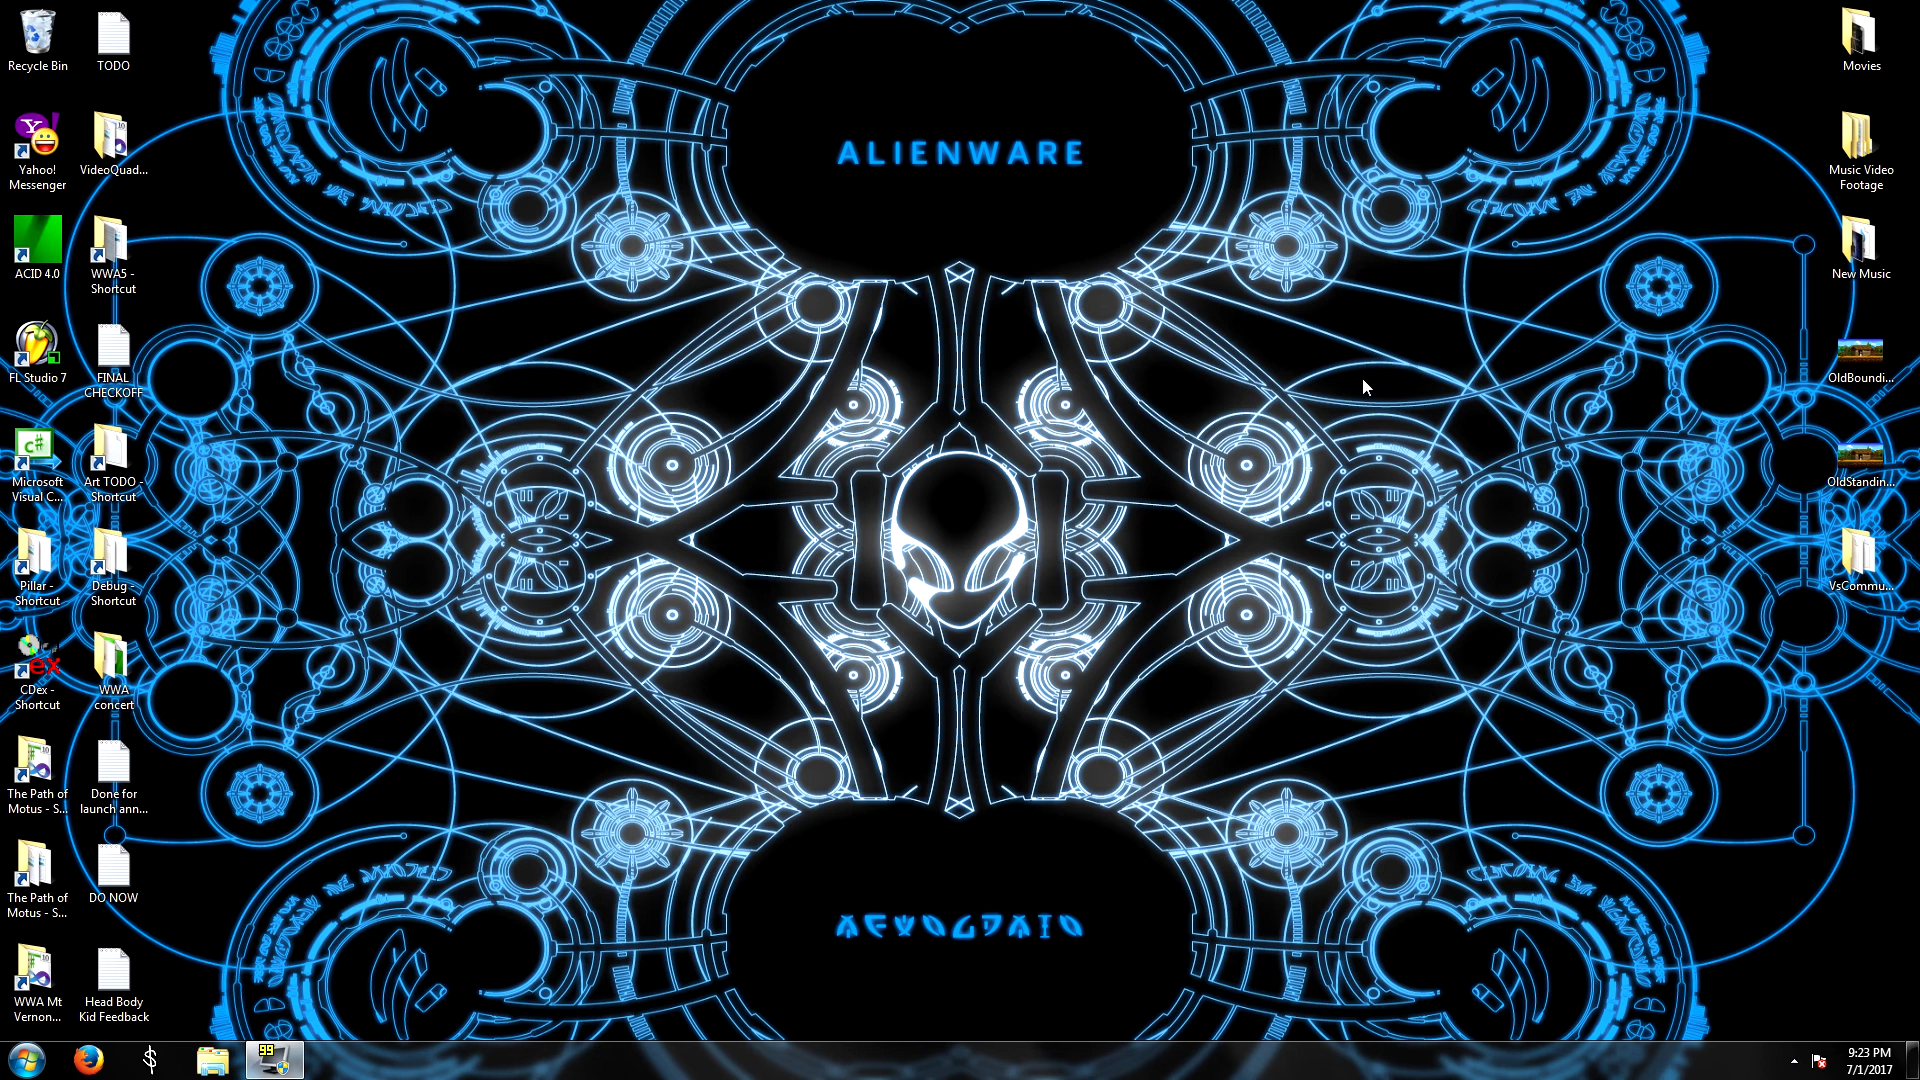 Recycle Bin
TODO
Yahoo!
Messenger
VideoQuad...
ACID 4.0
WWA5 -
Shortcut
FL Studio 7
FINAL
CHECKOFF
c#
Microsoft
Visual C...
Art TODO -
Shortcut
Pillar -
Shortcut
Debug -
Shortcut
ex
CDex -
Shortcut
WWA
concert
The Path of
Motus - S...
Done for
launch ann...
The Path of
Motus - S...
DO NOW
WWA Mt
Vernon...
Head Body
Kid Feedback
ALIENWARE
Movies
Music Video
Footage
New Music
OldBoundi...
OldStandin...
VsCommu...
99
9:23 PM
7/1/2017